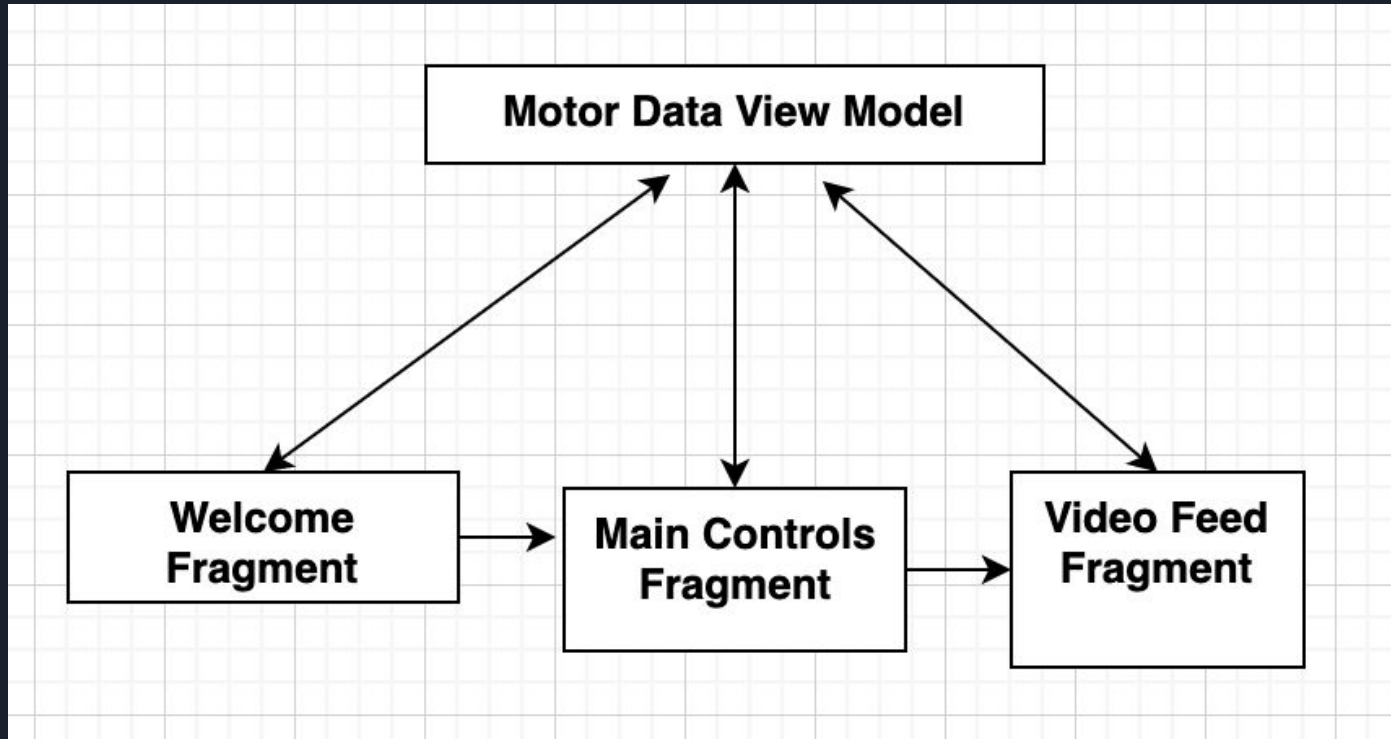 Motor Data View Model
Welcome
Fragment
Main Controls
Fragment
Video Feed
Fragment